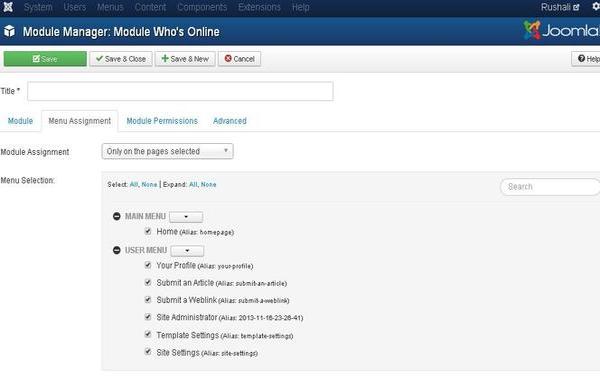 System Users Menus Content Components Extensions Help Rushali
Module Manager: Module Who's Online Joomla
Save Save & Close Save & New Cancel Help
Title *
Module Menu Assignment Module Permissions Advanced
Module Assignment Only on the pages selected
Menu Selection: Select: All, None | Expand: All, None Search
MAIN MENU
Home (Alias: homepage)
USER MENU
Your Profile (Alias: your-profile)
Submit an Article (Alias: submit-an-article)
Submit a Weblink (Alias: submit-a-weblink)
Site Administrator (Alias: 2013-11-16-23-26-41)
Template Settings (Alias: template-settings)
Site Settings (Alias: site-settings)